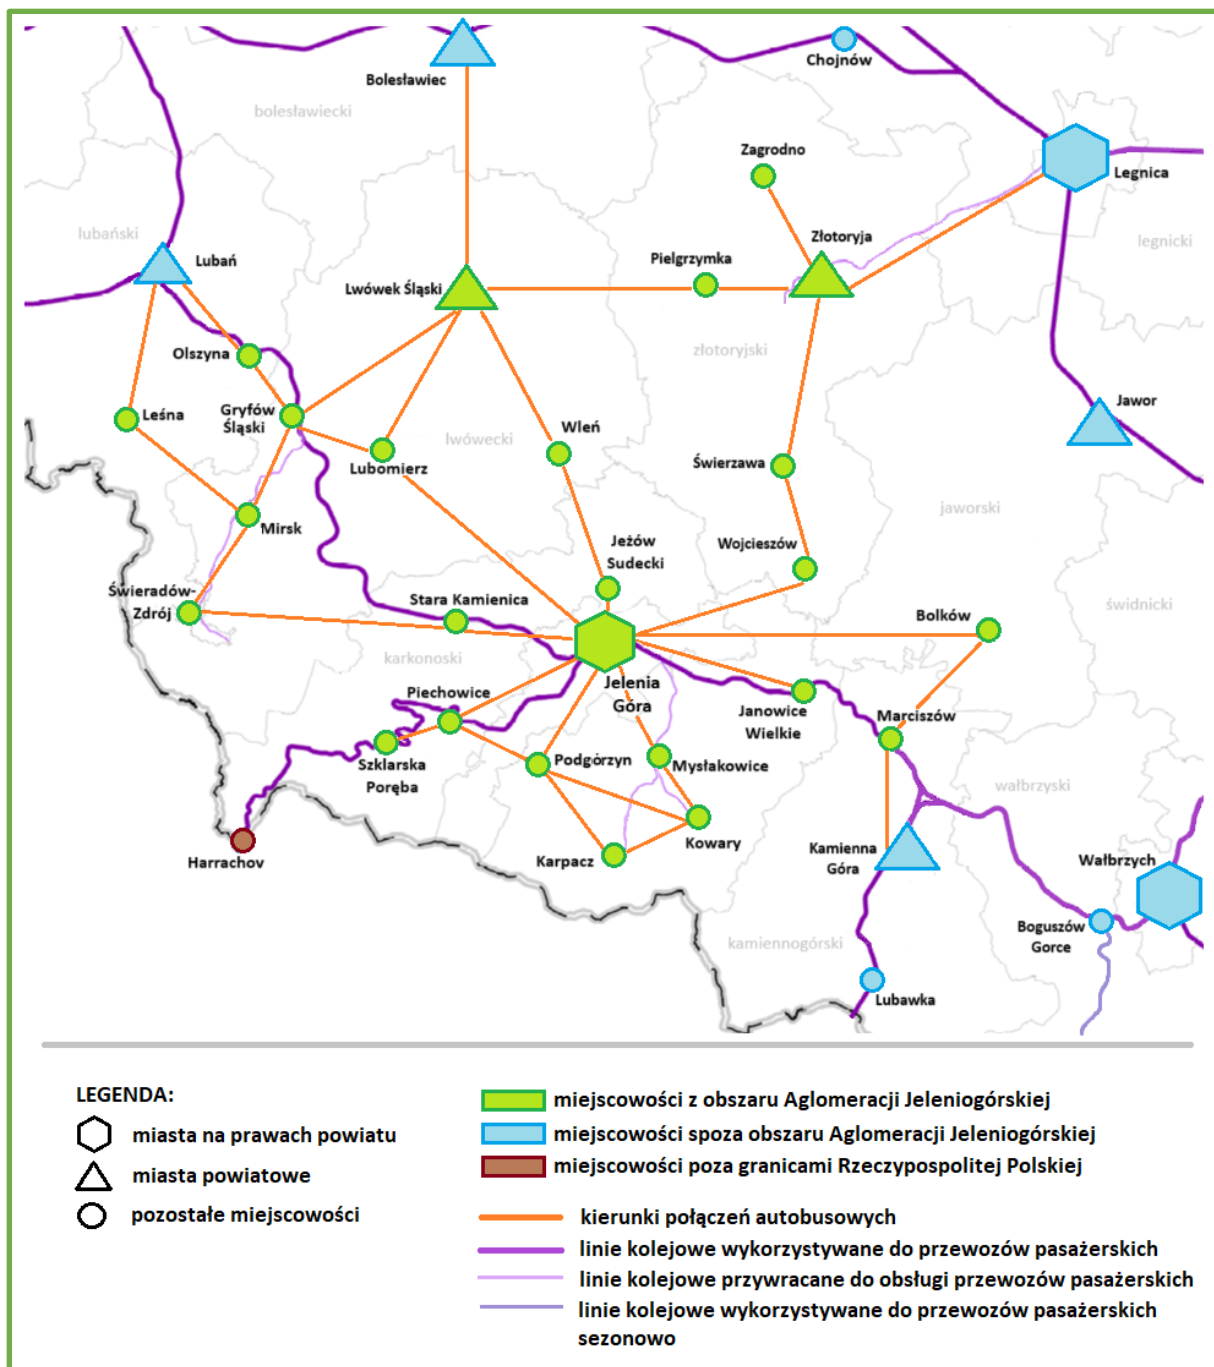 Bolesławiec
Chojnów
bolesławiecki
Zagrodno
Legnica
lubański
Lubań
Złotoryja
legnicki
Pielgrzymka
Lwówek Śląski
Olszyna
złotoryjski
Leśna
Gryfów
Śląski
Jawor
lwówecki
Wleń
Lubomierz
Świerzawa
jaworski
Mirsk
Jeżów
Sudecki
Wojcieszów
Świeradów-
Zdrój
Stara Kamienica
Bolków
świdnicki
karkonoski
Piechowice
Jelenia
Góra
Janowice
Wielkie
Marciszów
Szklarska
Poręba
Podgórzyn
Mysłakowice
wałbrzyski
Harrachov
Karpacz
Kowary
Kamienna
Góra
Wałbrzych
kamiennogórski
Boguszów
Gorce
Lubawka
LEGENDA:
miasta na prawach powiatu
miasta powiatowe
pozostałe miejscowości
miejscowości z obszaru Aglomeracji Jeleniogórskiej
miejscowości spoza obszaru Aglomeracji Jeleniogórskiej
miejscowości poza granicami Rzeczypospolitej Polskiej
kierunki połączeń autobusowych
linie kolejowe wykorzystywane do przewozów pasażerskich
linie kolejowe przywracane do obsługi przewozów pasażerskich
linie kolejowe wykorzystywane do przewozów pasażerskich
sezonowo